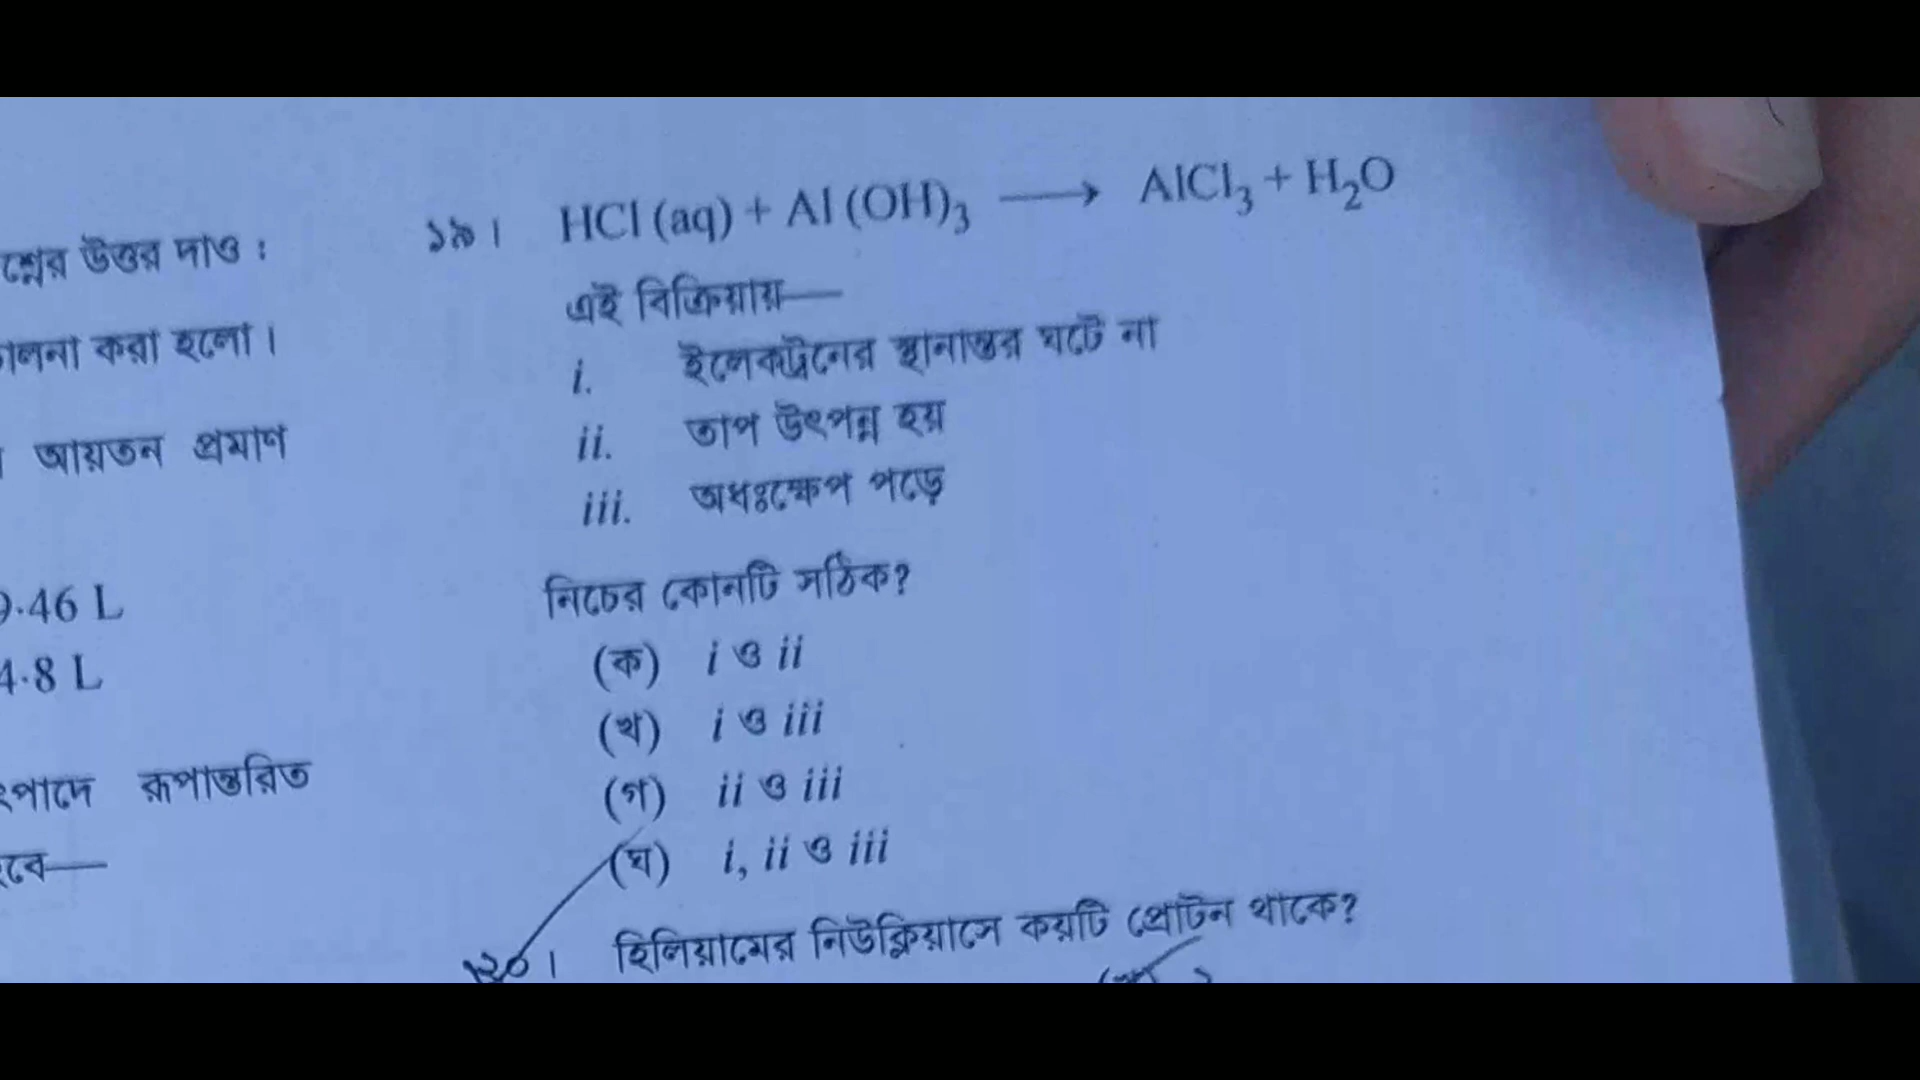 উত্তর দাও :
করা হলো।
আয়তন প্রমাণ
.46 L
4·8 L
রূপান্তরিত
১৯। HCl (aq) + Al (OH)₃ ⟶ AlCl₃ + H₂O
এই বিক্রিয়ায়—
i. ইলেকট্রনের স্থানান্তর ঘটে না
ii. তাপ উৎপন্ন হয়
iii. অধঃক্ষেপ পড়ে
নিচের কোনটি সঠিক?
(ক) i ও ii
(খ) i ও iii
(গ) ii ও iii
(ঘ) i, ii ও iii
২০। হিলিয়ামের নিউক্লিয়াসে কয়টি প্রোটন থাকে?